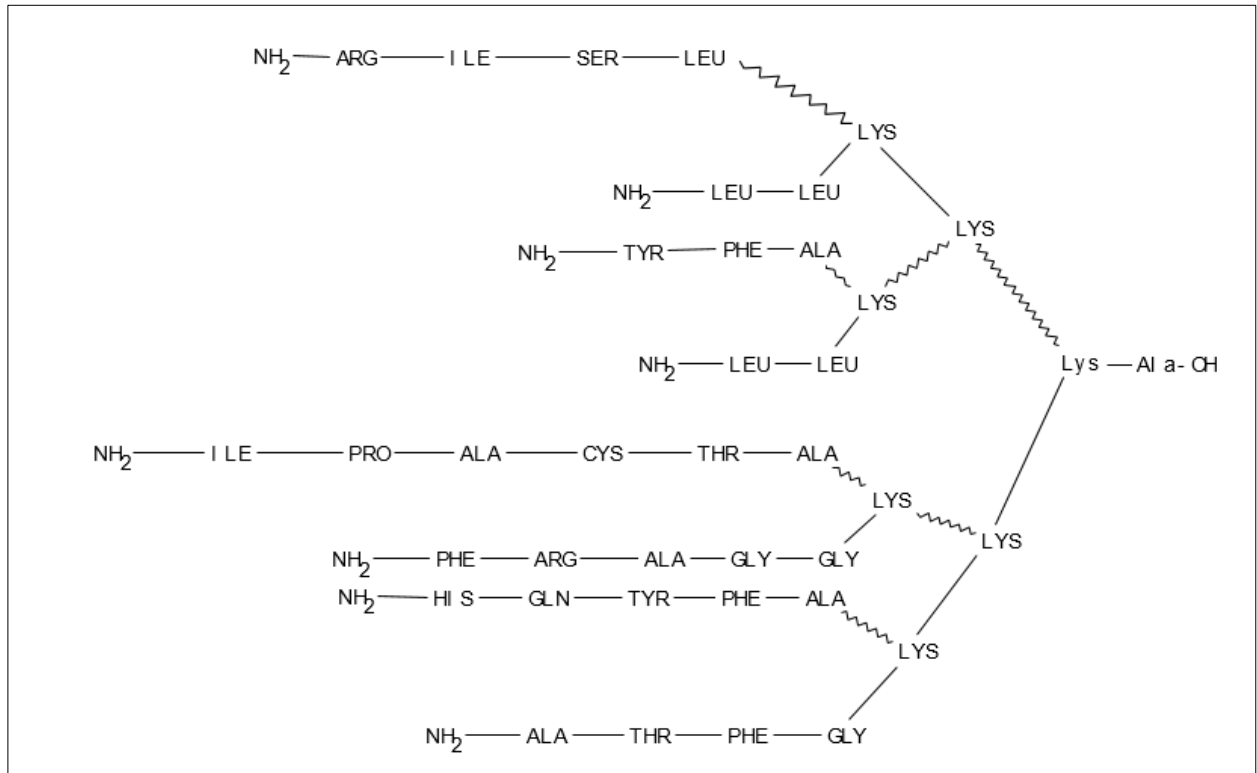 NH2 ARG ILE SER LEU
LYS
NH2 LEU LEU
LYS
NH2 TYR PHE ALA
LYS
NH2 LEU LEU
Lys Ala-OH
NH2 ILE PRO ALA CYS THR ALA
LYS
LYS
NH2 PHE ARG ALA GLY GLY
NH2 HIS GLN TYR PHE ALA
LYS
NH2 ALA THR PHE GLY